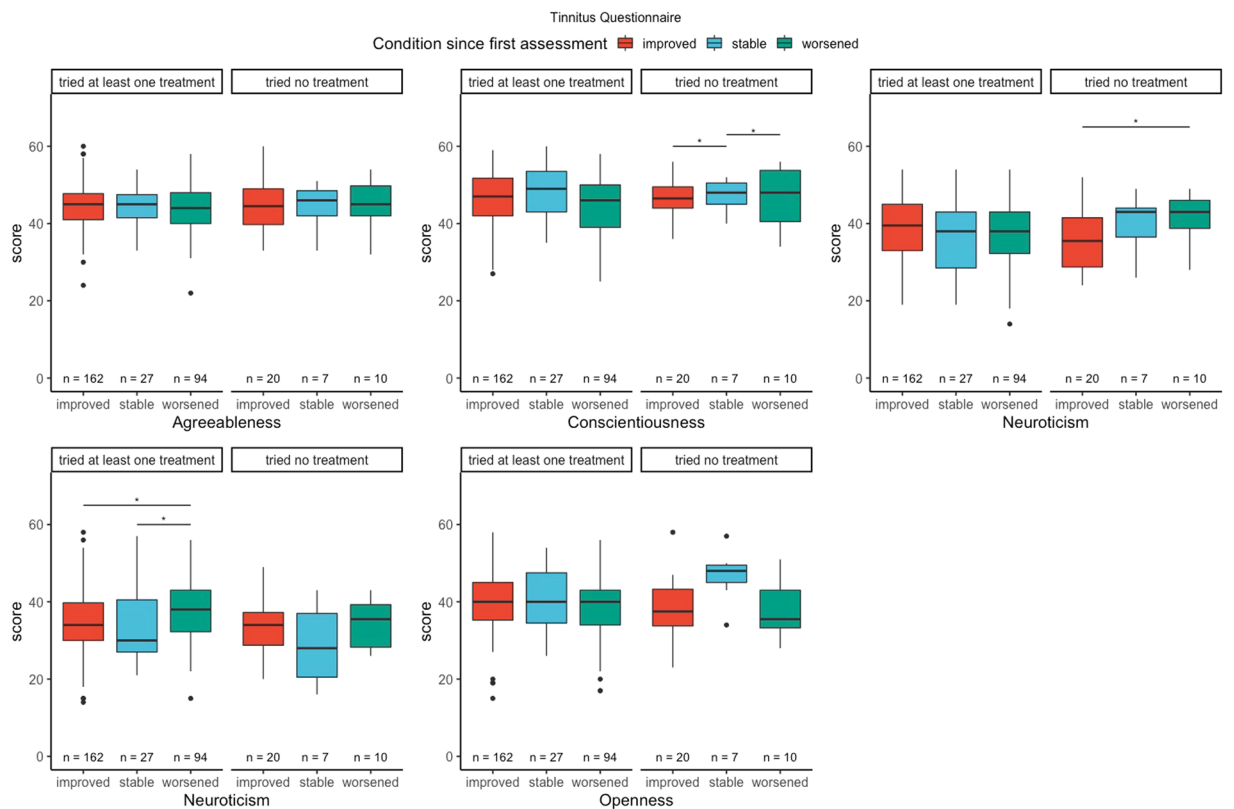 Tinnitus Questionnaire
Condition since first assessment improved stable worsened
tried at least one treatment tried no treatment
score
60
40
20
0
n = 162 n = 27 n = 94 n = 20 n = 7 n = 10
improved stable worsened improved stable worsened
Agreeableness
tried at least one treatment tried no treatment
* *
score
60
40
20
0
n = 162 n = 27 n = 94 n = 20 n = 7 n = 10
improved stable worsened improved stable worsened
Conscientiousness
tried at least one treatment tried no treatment
*
score
60
40
20
0
n = 162 n = 27 n = 94 n = 20 n = 7 n = 10
improved stable worsened improved stable worsened
Neuroticism
tried at least one treatment tried no treatment
*
*
score
60
40
20
0
n = 162 n = 27 n = 94 n = 20 n = 7 n = 10
improved stable worsened improved stable worsened
Neuroticism
tried at least one treatment tried no treatment
score
60
40
20
0
n = 162 n = 27 n = 94 n = 20 n = 7 n = 10
improved stable worsened improved stable worsened
Openness